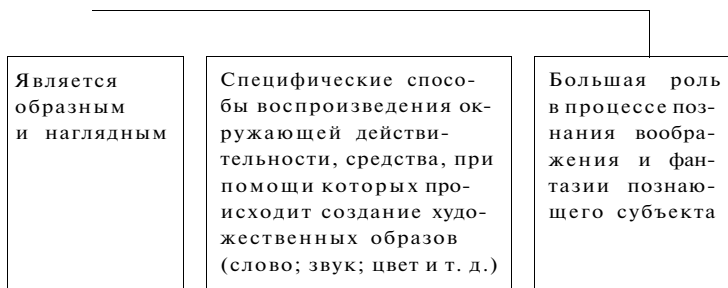 Является
образным
и наглядным
Специфические спосо-
бы воспроизведения ок-
ружающей действи-
тельности, средства, при
помощи которых про-
исходит создание худо-
жественных образов
(слово; звук; цвет и т. д.)
Большая роль
в процессе поз-
нания вообра-
жения и фан-
тазии познаю-
щего субъекта